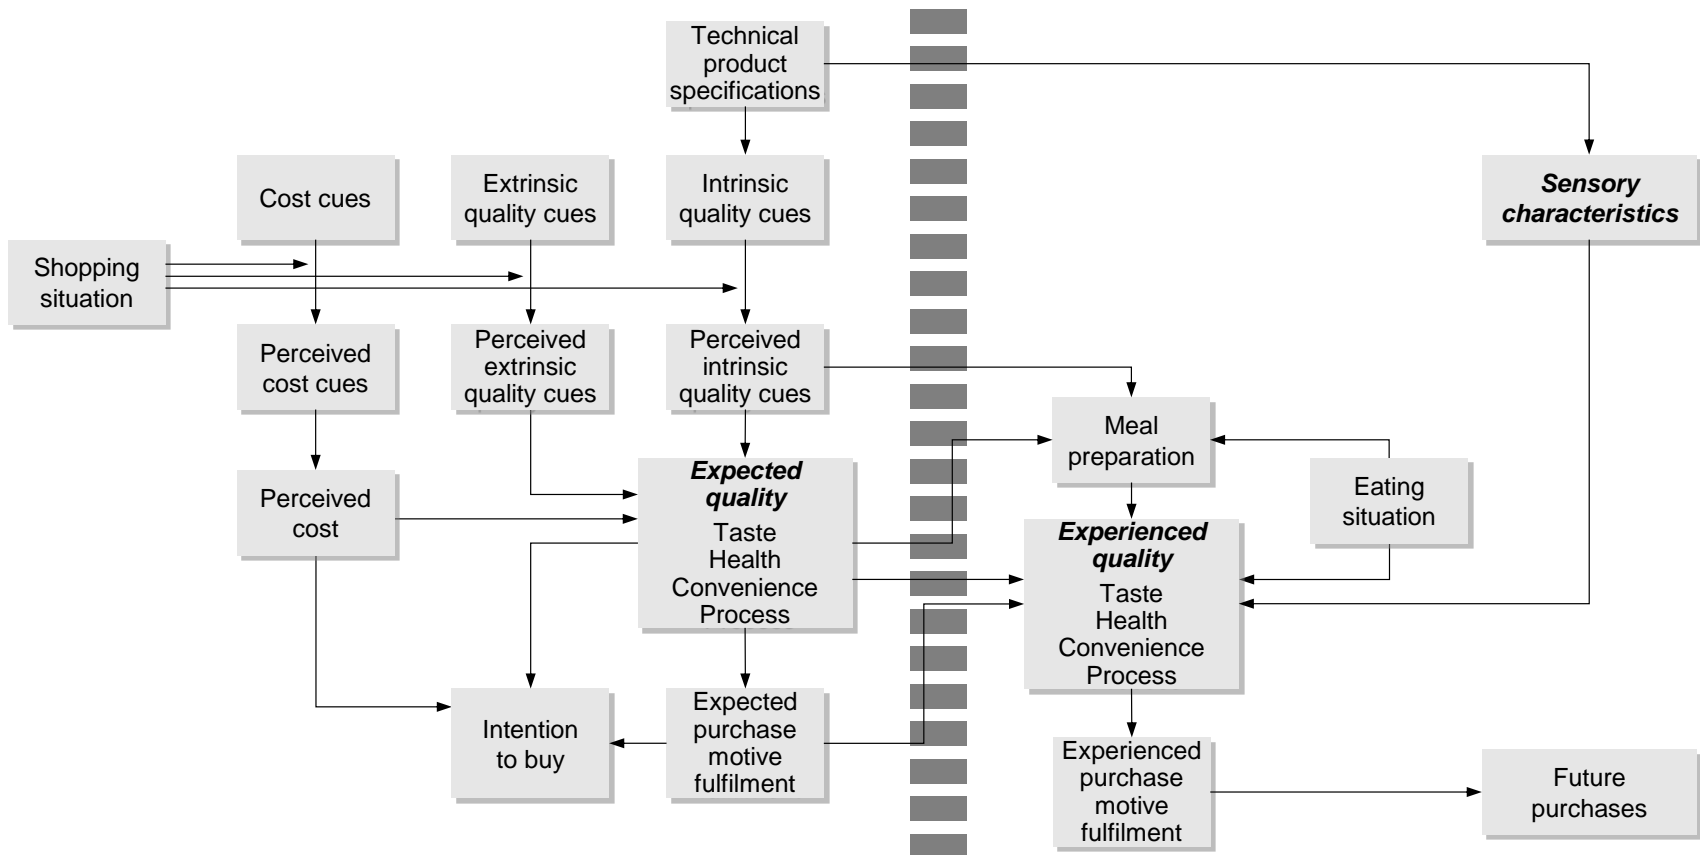 Technical
product
specifications
Cost cues
Extrinsic
quality cues
Intrinsic
quality cues
Sensory
characteristics
Shopping
situation
Perceived
cost cues
Perceived
extrinsic
quality cues
Perceived
intrinsic
quality cues
Meal
preparation
Perceived
cost
Expected
quality
Taste
Health
Convenience
Process
Eating
situation
Experienced
quality
Taste
Health
Convenience
Process
Intention
to buy
Expected
purchase
motive
fulfilment
Experienced
purchase
motive
fulfilment
Future
purchases